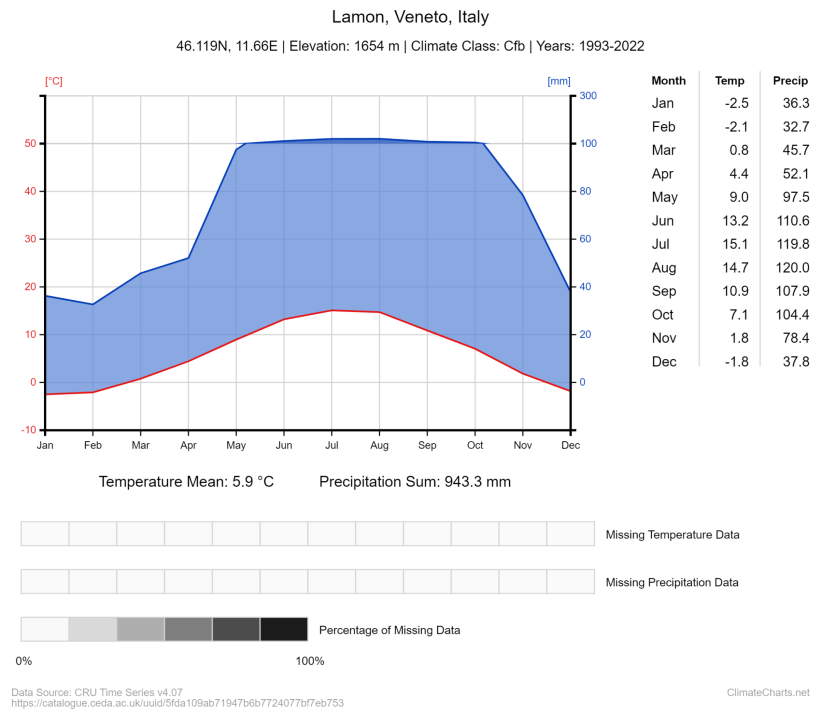 Lamon, Veneto, Italy
46.119N, 11.66E | Elevation: 1654 m | Climate Class: Cfb | Years: 1993-2022
[°C] [mm]
300
50 100
40 80
30 60
20 40
10 20
0 0
-10
Jan Feb Mar Apr May Jun Jul Aug Sep Oct Nov Dec
Month Temp Precip
Jan -2.5 36.3
Feb -2.1 32.7
Mar 0.8 45.7
Apr 4.4 52.1
May 9.0 97.5
Jun 13.2 110.6
Jul 15.1 119.8
Aug 14.7 120.0
Sep 10.9 107.9
Oct 7.1 104.4
Nov 1.8 78.4
Dec -1.8 37.8
Temperature Mean: 5.9 °C Precipitation Sum: 943.3 mm
Missing Temperature Data
Missing Precipitation Data
Percentage of Missing Data
0% 100%
Data Source: CRU Time Series v4.07
https://catalogue.ceda.ac.uk/uuid/5fda109ab71947b6b7724077bf7eb753
ClimateCharts.net